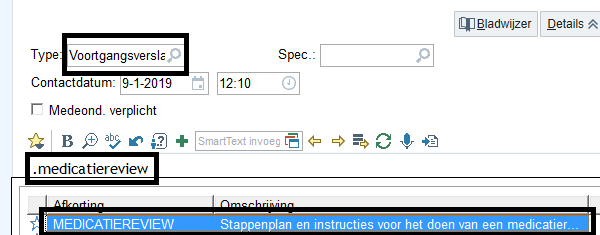 Bladwijzer Details
Type: Voortgangsversla Spec.:
Contactdatum: 9-1-2019 12:10
Medeond. verplicht
B abc SmartText invoeg
.medicatiereview
Afkorting Omschrijving
MEDICATIEREVIEW Stappenplan en instructies voor het doen van een medicatier...